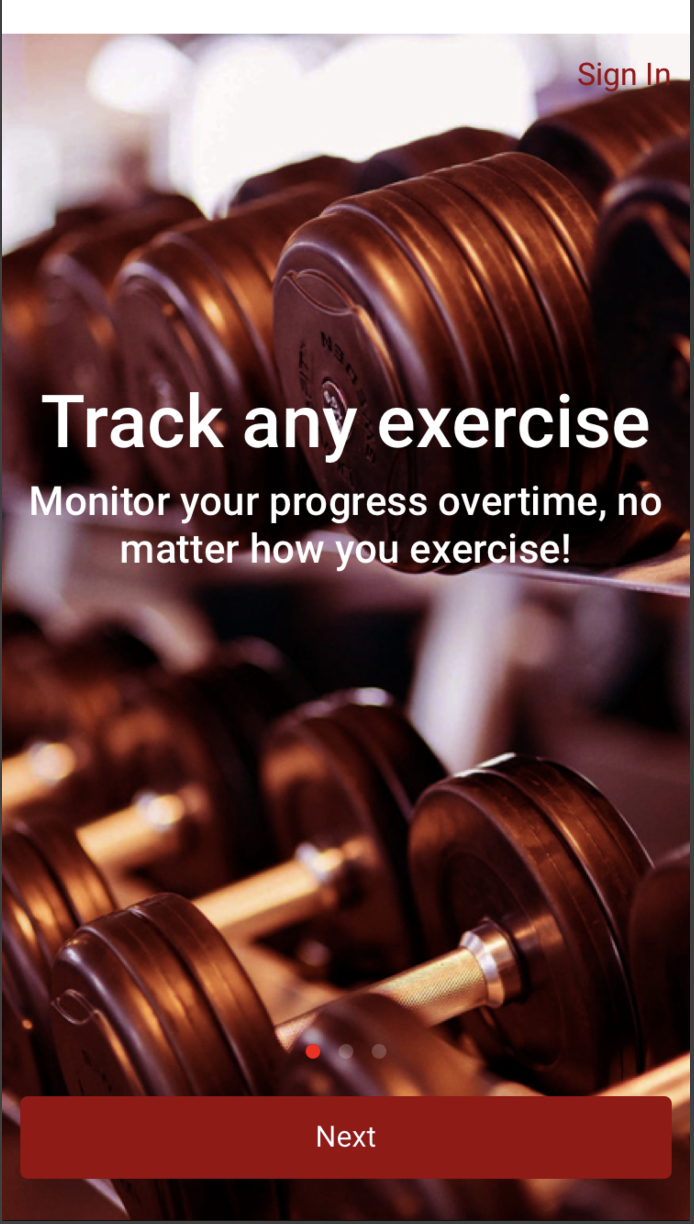 Sign In
Track any exercise
Monitor your progress overtime, no
matter how you exercise!
Next